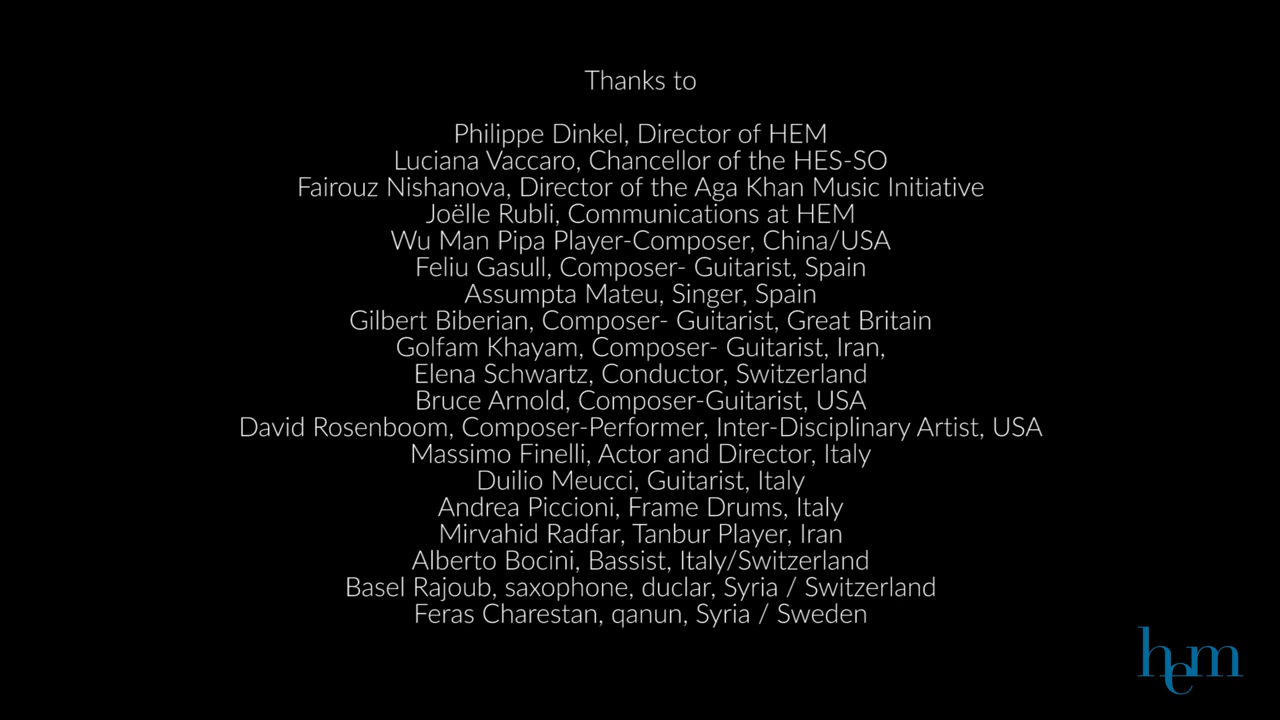 Thanks to
Philippe Dinkel, Director of HEM
Luciana Vaccaro, Chancellor of the HES-SO
Fairouz Nishanova, Director of the Aga Khan Music Initiative
Joëlle Rubli, Communications at HEM
Wu Man Pipa Player-Composer, China/USA
Feliu Gasull, Composer- Guitarist, Spain
Assumpta Mateu, Singer, Spain
Gilbert Biberian, Composer- Guitarist, Great Britain
Golfam Khayam, Composer- Guitarist, Iran,
Elena Schwartz, Conductor, Switzerland
Bruce Arnold, Composer-Guitarist, USA
David Rosenboom, Composer-Performer, Inter-Disciplinary Artist, USA
Massimo Finelli, Actor and Director, Italy
Duilio Meucci, Guitarist, Italy
Andrea Piccioni, Frame Drums, Italy
Mirvahid Radfar, Tanbur Player, Iran
Alberto Bocini, Bassist, Italy/Switzerland
Basel Rajoub, saxophone, duclar, Syria / Switzerland
Feras Charestan, qanun, Syria / Sweden
hem